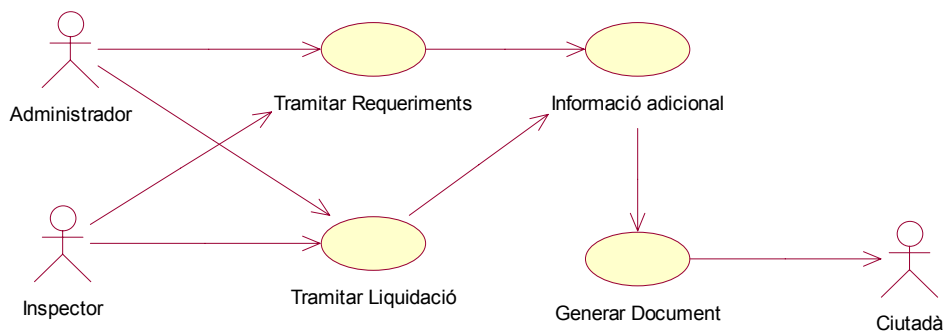 Administrador
Tramitar Requeriments
Informació adicional
Inspector
Tramitar Liquidació
Generar Document
Ciutadà